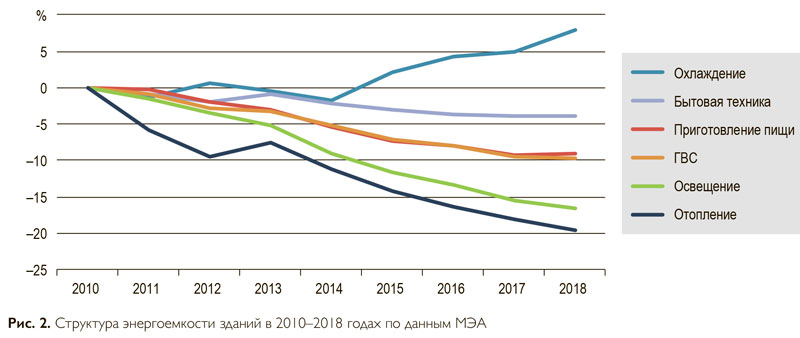 %
5
0
–5
–10
–15
–20
–25
2010 2011 2012 2013 2014 2015 2016 2017 2018
Охлаждение
Бытовая техника
Приготовление пищи
ГВС
Освещение
Отопление
Рис. 2. Структура энергоемкости зданий в 2010–2018 годах по данным МЭА